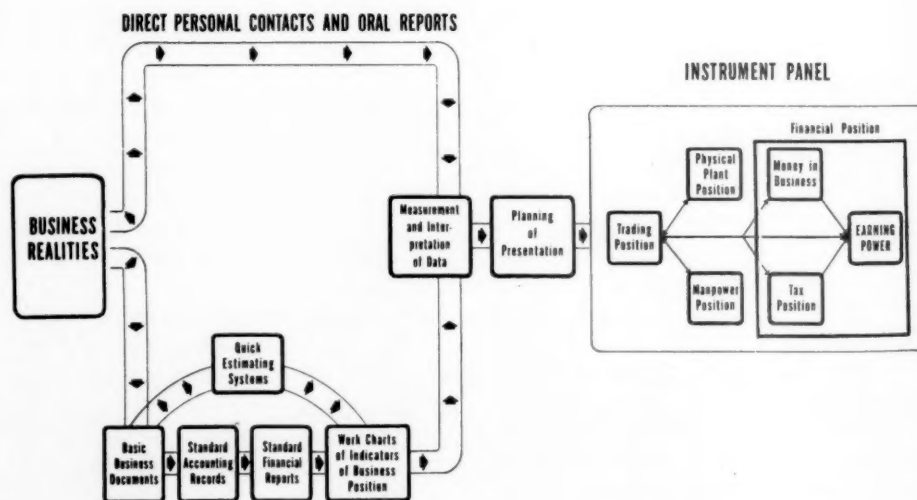 DIRECT PERSONAL CONTACTS AND ORAL REPORTS
INSTRUMENT PANEL
Financial Position
Physical
Plant
Position
Money in
Business
BUSINESS
REALITIES
Measurement
and Inter-
pretation
of Data
Planning
of
Presentation
Trading
Position
EARNING
POWER
Manpower
Position
Tax
Position
Quick
Estimating
Systems
Basic
Business
Documents
Standard
Accounting
Records
Standard
Financial
Reports
Work Charts
of Indicators
of Business
Position